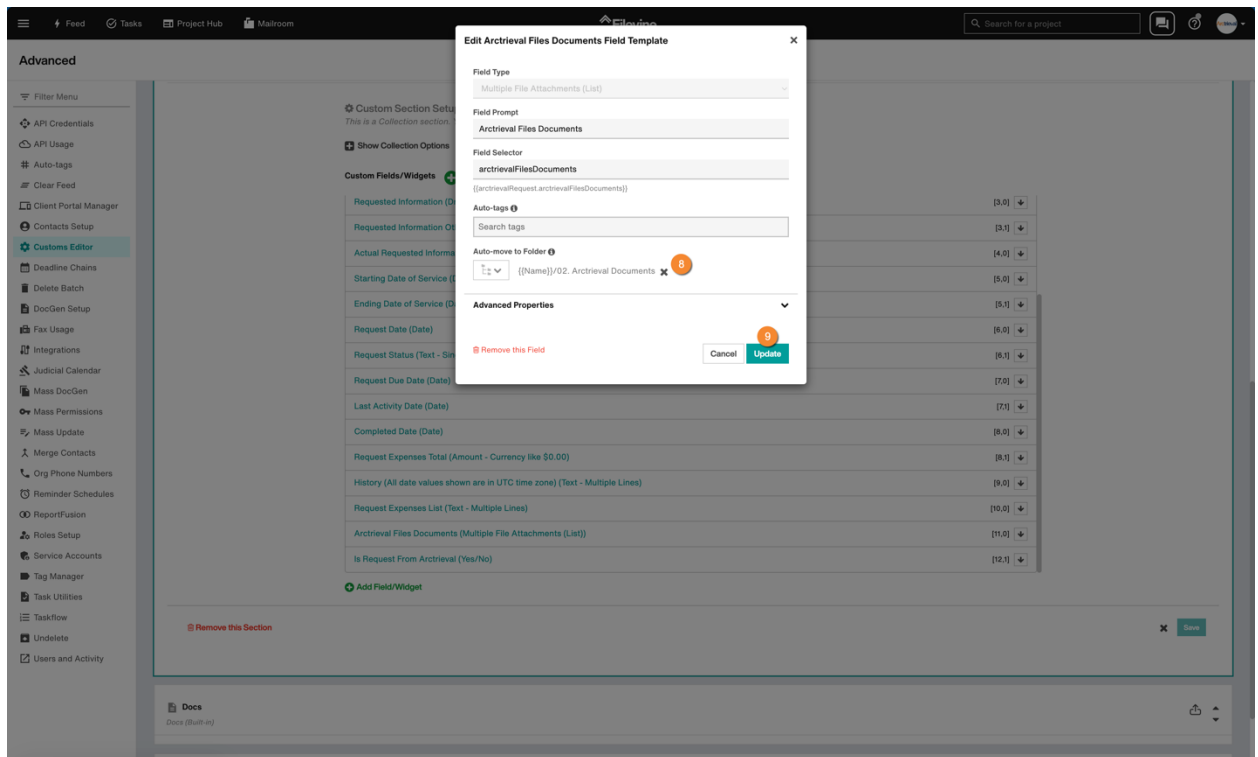 Feed
Tasks
Project Hub
Mailroom
Filevine
Search for a project
Advanced
Filter Menu
API Credentials
API Usage
Auto-tags
Clear Feed
Client Portal Manager
Contacts Setup
Customs Editor
Deadline Chains
Delete Batch
DocGen Setup
Fax Usage
Integrations
Judicial Calendar
Mass DocGen
Mass Permissions
Mass Update
Merge Contacts
Org Phone Numbers
Reminder Schedules
ReportFusion
Roles Setup
Service Accounts
Tag Manager
Task Utilities
Taskflow
Undelete
Users and Activity
Custom Section Setu
This is a Collection section.
Show Collection Options
Custom Fields/Widgets
Requested Information (D [3,0]
Requested Information Ot [3,1]
Actual Requested Informa [4,0]
Starting Date of Service ( [5,0]
Ending Date of Service (D [5,1]
Request Date (Date) [6,0]
Request Status (Text - Sin [6,1]
Request Due Date (Date) [7,0]
Last Activity Date (Date) [7,1]
Completed Date (Date) [8,0]
Request Expenses Total (Amount - Currency like $0.00) [8,1]
History (All date values shown are in UTC time zone) (Text - Multiple Lines) [9,0]
Request Expenses List (Text - Multiple Lines) [10,0]
Arctrieval Files Documents (Multiple File Attachments (List)) [11,0]
Is Request From Arctrieval (Yes/No) [12,1]
Add Field/Widget
Remove this Section
Save
Docs
Docs (Built-in)
Edit Arctrieval Files Documents Field Template
Field Type
Multiple File Attachments (List)
Field Prompt
Arctrieval Files Documents
Field Selector
arctrievalFilesDocuments
{{arctrievalRequest.arctrievalFilesDocuments}}
Auto-tags
Search tags
Auto-move to Folder
{{Name}}/02. Arctrieval Documents
8
Advanced Properties
9
Remove this Field
Cancel
Update